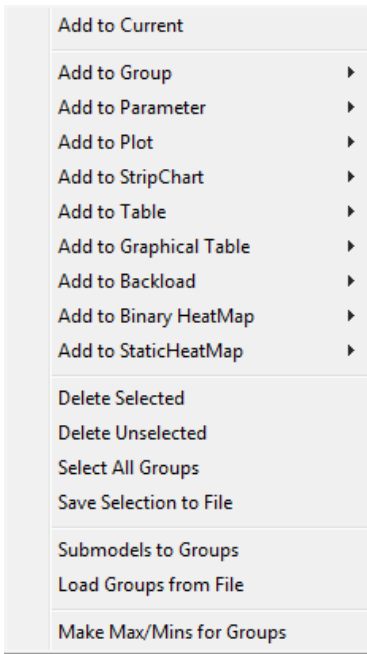 Add to Current
Add to Group
Add to Parameter
Add to Plot
Add to StripChart
Add to Table
Add to Graphical Table
Add to Backload
Add to Binary HeatMap
Add to StaticHeatMap
Delete Selected
Delete Unselected
Select All Groups
Save Selection to File
Submodels to Groups
Load Groups from File
Make Max/Mins for Groups